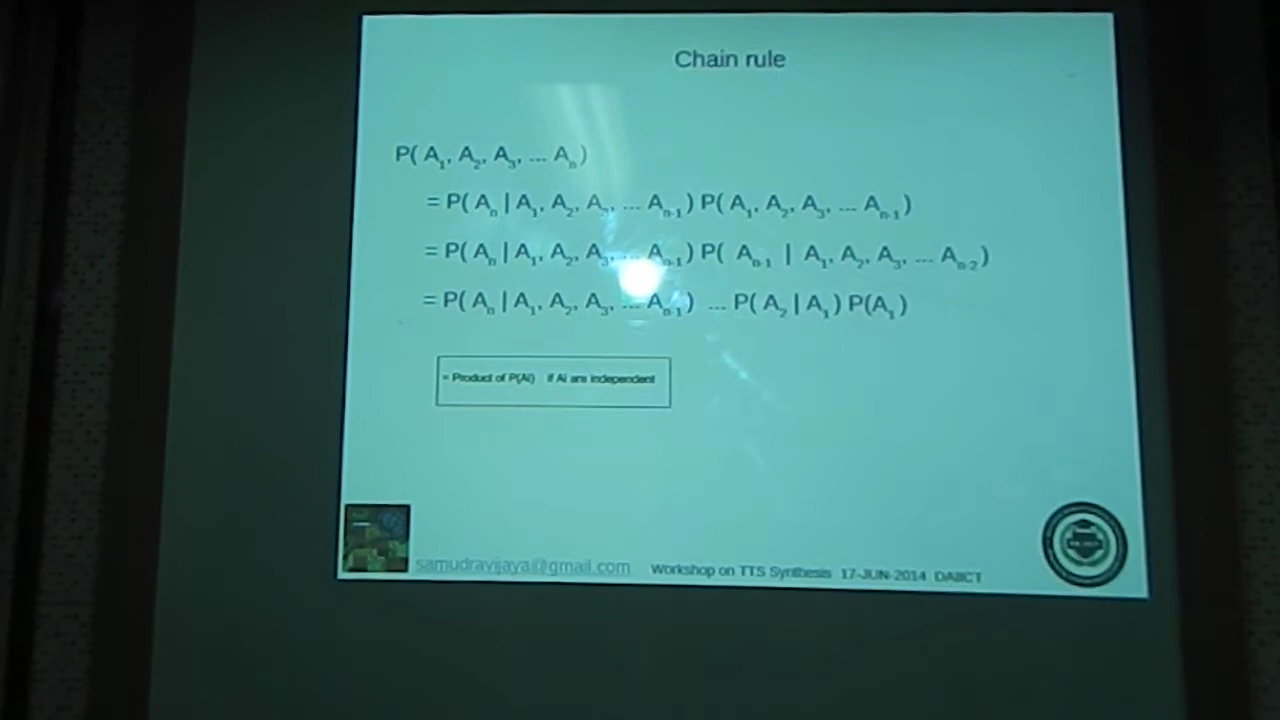 Chain rule
P( A1, A2, A3, ... An )
= P( An | A1, A2, A3, ... An-1 ) P( A1, A2, A3, ... An-1 )
= P( An | A1, A2, A3, ... An-1 ) P( An-1 | A1, A2, A3, ... An-2 )
= P( An | A1, A2, A3, ... An-1 ) ... P( A2 | A1 ) P(A1 )
= Product of P(Ai) if Ai are independent
samudravijaya@gmail.com Workshop on TTS Synthesis 17-JUN-2014 DAIICT